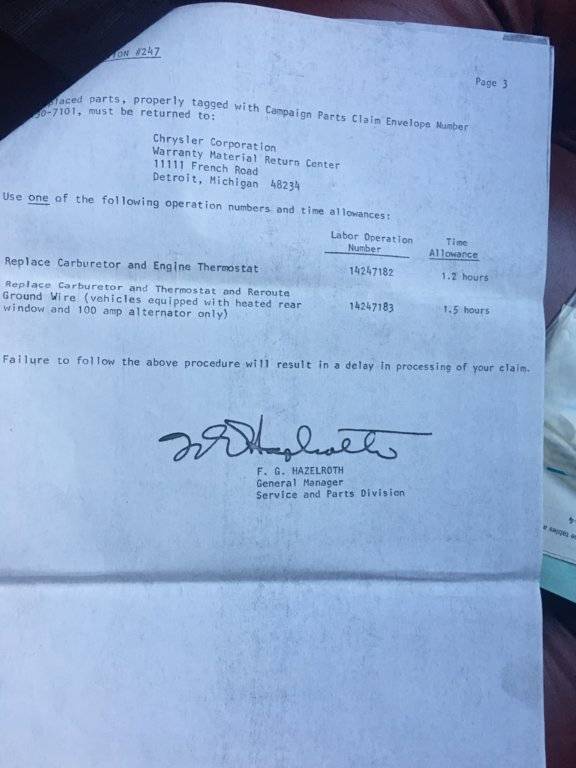 #247
Page 3
parts, properly tagged with Campaign Parts Claim Envelope Number
-7101, must be returned to:
Chrysler Corporation
Warranty Material Return Center
11111 French Road
Detroit, Michigan 48234
Use one of the following operation numbers and time allowances:
Labor Operation Number
Time Allowance
Replace Carburetor and Engine Thermostat 14247182 1.2 hours
Replace Carburetor and Thermostat and Reroute
Ground Wire (vehicles equipped with heated rear 14247183 1.5 hours
window and 100 amp alternator only)
Failure to follow the above procedure will result in a delay in processing of your claim.
F. G. HAZELROTH
General Manager
Service and Parts Division